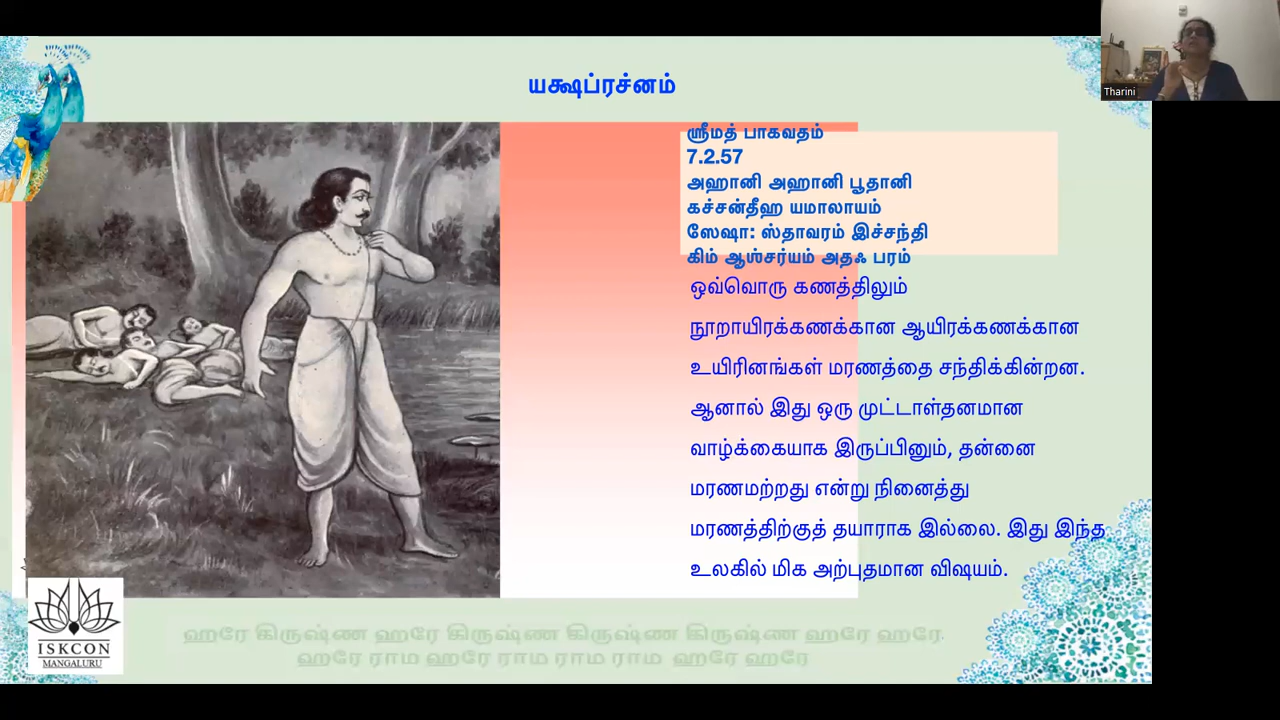 யக்ஷப்ரச்னம்
Tharini
ஸ்ரீமத் பாகவதம்
7.2.57
அஹானி அஹானி பூதானி
கச்சன்தீஹ யமாலாயம்
ஸேஷா: ஸ்தாவரம் இச்சந்தி
கிம் ஆஶ்சர்யம் அதஃ பரம்
ஒவ்வொரு கணத்திலும்
நூறாயிரக்கணக்கான ஆயிரக்கணக்கான
உயிரினங்கள் மரணத்தை சந்திக்கின்றன.
ஆனால் இது ஒரு முட்டாள்தனமான
வாழ்க்கையாக இருப்பினும், தன்னை
மரணமற்றது என்று நினைத்து
மரணத்திற்குத் தயாராக இல்லை. இது இந்த
உலகில் மிக அற்புதமான விஷயம்.
ISKCON
MANGALURU
ஹரே கிருஷ்ண ஹரே கிருஷ்ண கிருஷ்ண கிருஷ்ண ஹரே ஹரே
ஹரே ராம ஹரே ராம ராம ராம ஹரே ஹரே